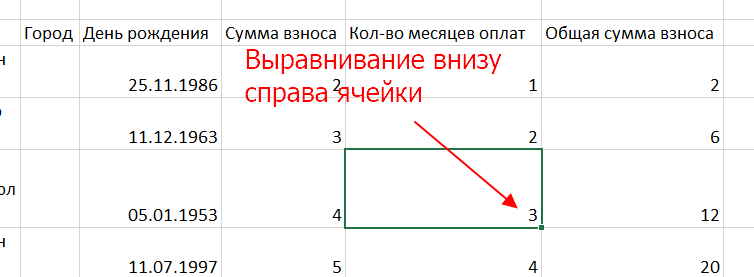 Город День рождения Сумма взноса Кол-во месяцев оплат Общая сумма взноса
Выравнивание внизу
справа ячейки
н
25.11.1986 2 1 2
11.12.1963 3 2 6
ол
05.01.1953 4 3 12
н
11.07.1997 5 4 20